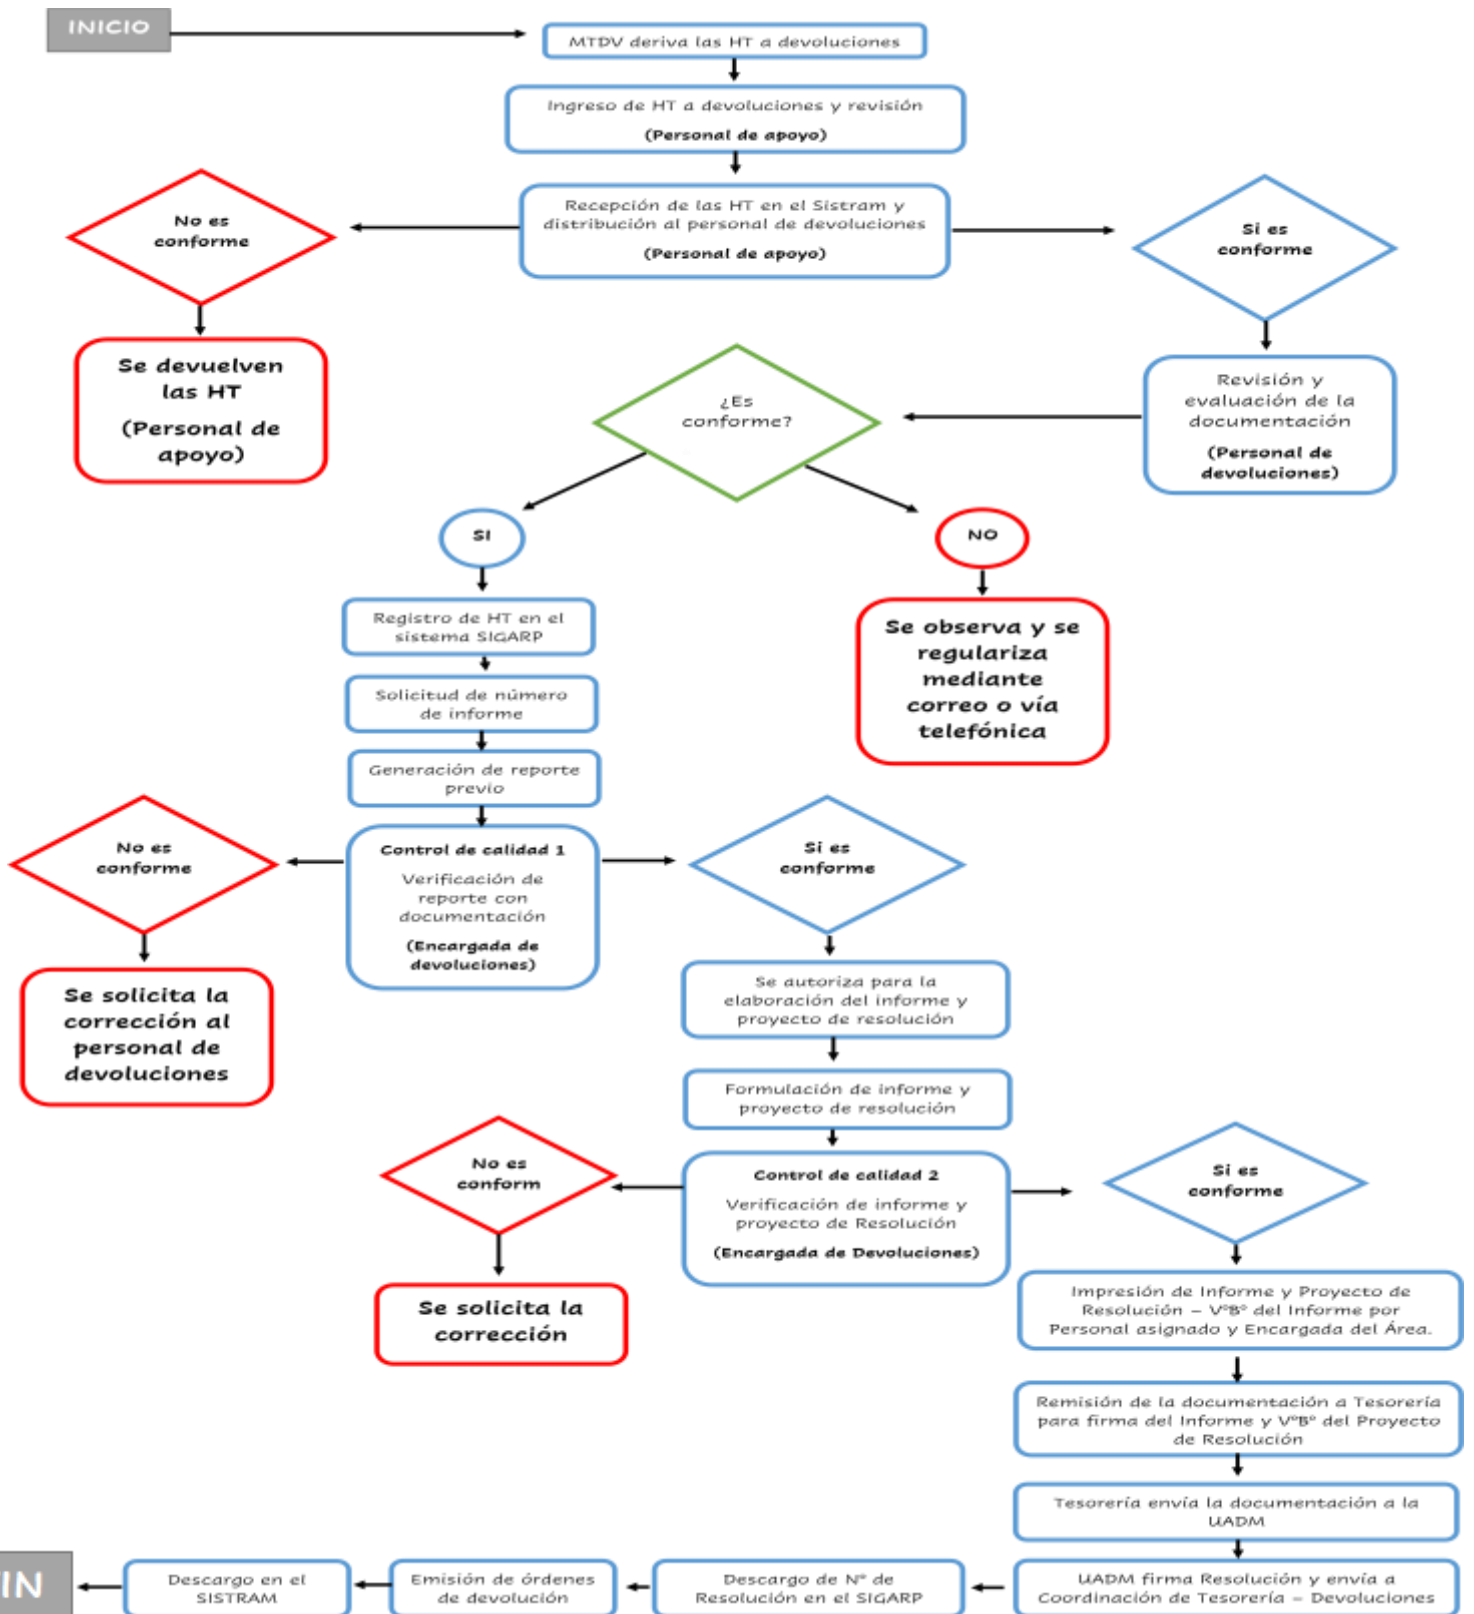 INICIO
MTDV deriva las HT a devoluciones
Ingreso de HT a devoluciones y revisión
(Personal de apoyo)
Recepción de las HT en el Sistram y
distribución al personal de devoluciones
(Personal de apoyo)
No es
conforme
Si es
conforme
Se devuelven
las HT
(Personal de
apoyo)
Revisión y
evaluación de la
documentación
(Personal de
devoluciones)
¿Es
conforme?
SI
NO
Registro de HT en el
sistema SIGARP
Se observa y se
regulariza
mediante
correo o vía
telefónica
Solicitud de número
de informe
Generación de reporte
previo
Control de calidad 1
Verificación de
reporte con
documentación
(Encargada de
devoluciones)
No es
conforme
Si es
conforme
Se solicita la
corrección al
personal de
devoluciones
Se autoriza para la
elaboración del informe y
proyecto de resolución
Formulación de informe y
proyecto de resolución
Control de calidad 2
Verificación de informe y
proyecto de Resolución
(Encargada de Devoluciones)
No es
conform
Si es
conforme
Se solicita la
corrección
Impresión de Informe y Proyecto de
Resolución – V°B° del Informe por
Personal asignado y Encargada del Área.
Remisión de la documentación a Tesorería
para firma del Informe y V°B° del Proyecto
de Resolución
Tesorería envía la documentación a la
UADM
UADM firma Resolución y envía a
Coordinación de Tesorería – Devoluciones
Descargo de N° de
Resolución en el SIGARP
Emisión de órdenes
de devolución
Descargo en el
SISTRAM
IN